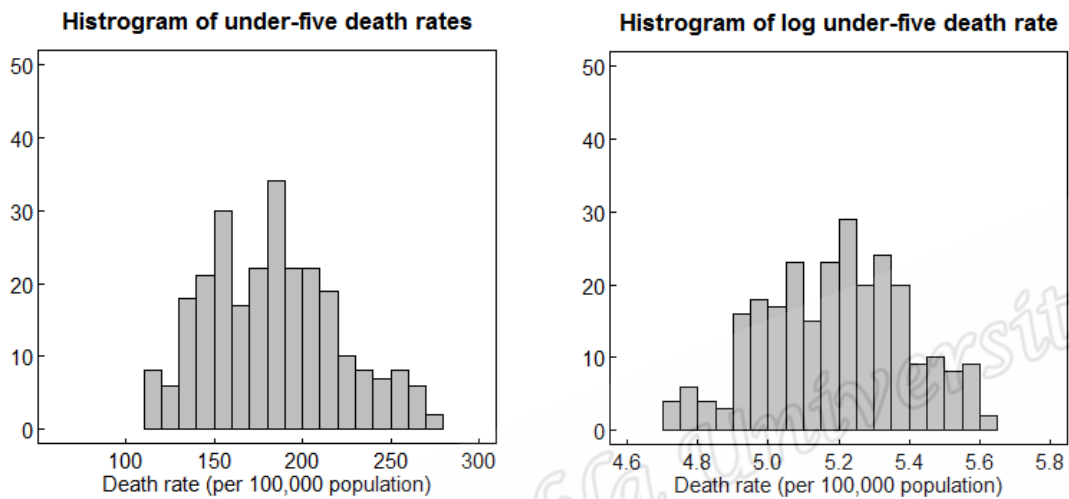 Histrogram of under-five death rates
50
40
30
20
10
0
100 150 200 250 300
Death rate (per 100,000 population)
Histrogram of log under-five death rate
50
40
30
20
10
0
4.6 4.8 5.0 5.2 5.4 5.6 5.8
Death rate (per 100,000 population)